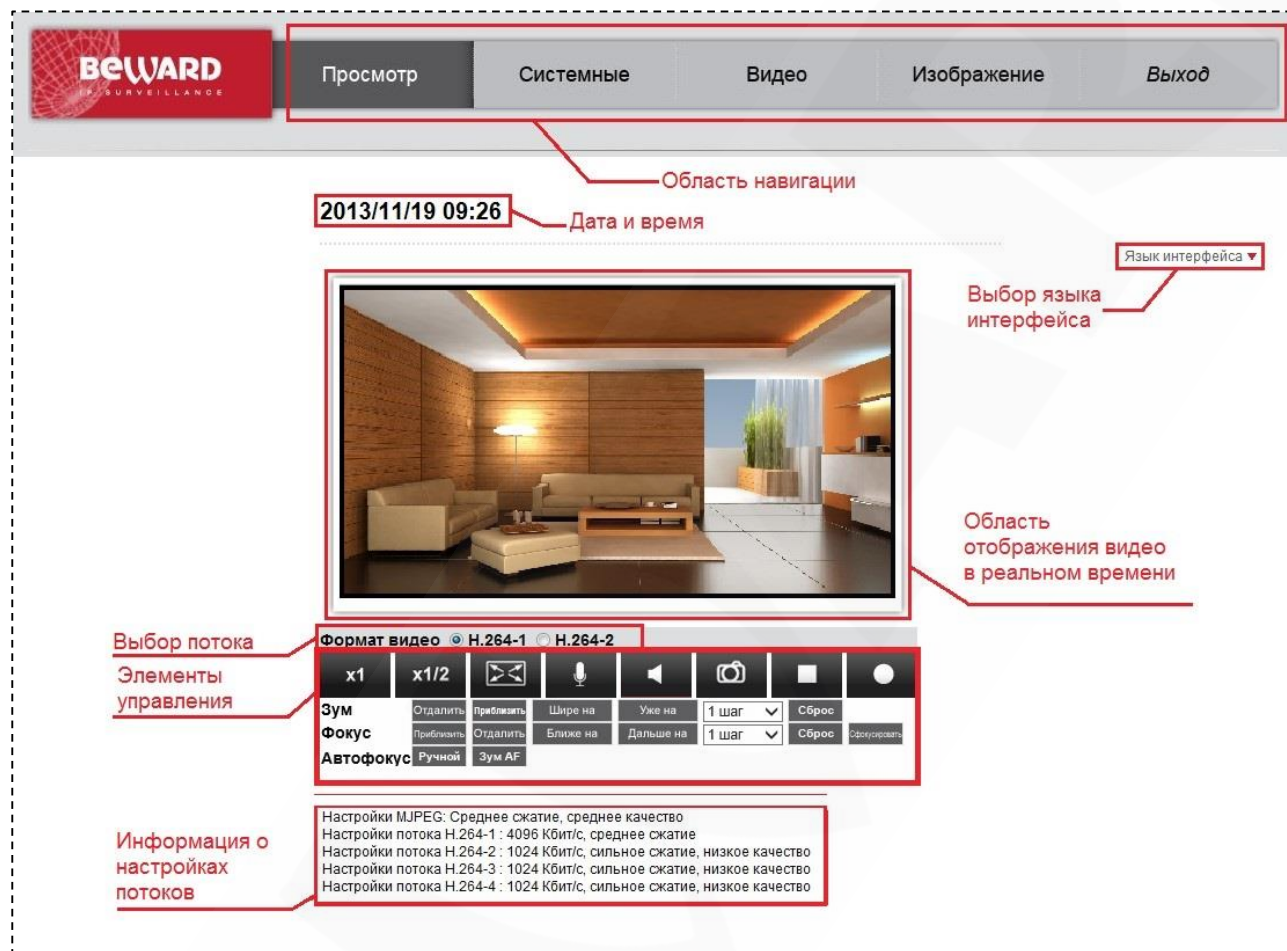 BEWARD
IP SURVEILLANCE
Просмотр
Системные
Видео
Изображение
Выход
Область навигации
2013/11/19 09:26
Дата и время
Язык интерфейса
Выбор языка
интерфейса
Область
отображения видео
в реальном времени
Выбор потока
Формат видео H.264-1 H.264-2
Элементы
управления
x1 x1/2
Зум Отдалить Приблизить Шире на Уже на 1 шаг Сброс
Фокус Приблизить Отдалить Ближе на Дальше на 1 шаг Сброс Сфокусировать
Автофокус Ручной Зум AF
Информация о
настройках
потоков
Настройки MJPEG: Среднее сжатие, среднее качество
Настройки потока H.264-1 : 4096 Кбит/с, среднее сжатие
Настройки потока H.264-2 : 1024 Кбит/с, сильное сжатие, низкое качество
Настройки потока H.264-3 : 1024 Кбит/с, сильное сжатие, низкое качество
Настройки потока H.264-4 : 1024 Кбит/с, сильное сжатие, низкое качество